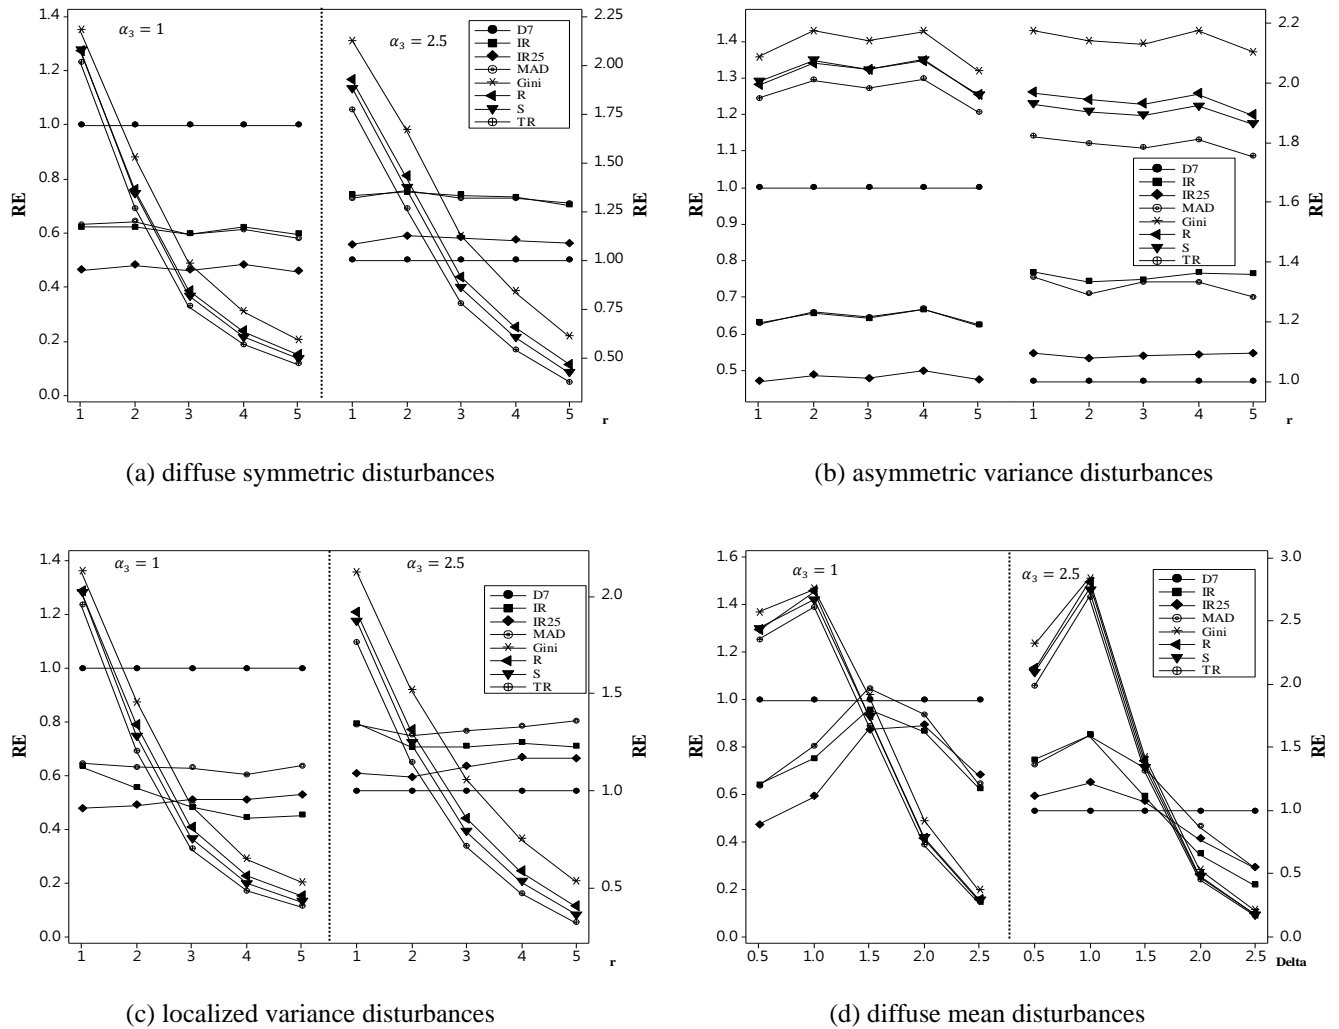 1.4
1.2
1.0
0.8
0.6
0.4
0.2
0.0
RE
α₃ = 1
α₃ = 2.5
D7
IR
IR25
MAD
Gini
R
S
TR
2.25
2.00
1.75
1.50
1.25
1.00
0.75
0.50
RE
1 2 3 4 5 1 2 3 4 5 r
(a) diffuse symmetric disturbances
1.4
1.3
1.2
1.1
1.0
0.9
0.8
0.7
0.6
0.5
RE
D7
IR
IR25
MAD
Gini
R
S
TR
2.2
2.0
1.8
1.6
1.4
1.2
1.0
RE
1 2 3 4 5 1 2 3 4 5 r
(b) asymmetric variance disturbances
1.4
1.2
1.0
0.8
0.6
0.4
0.2
0.0
RE
α₃ = 1
α₃ = 2.5
D7
IR
IR25
MAD
Gini
R
S
TR
2.0
1.5
1.0
0.5
RE
1 2 3 4 5 1 2 3 4 5 r
(c) localized variance disturbances
1.6
1.4
1.2
1.0
0.8
0.6
0.4
0.2
0.0
RE
α₃ = 1
α₃ = 2.5
D7
IR
IR25
MAD
Gini
R
S
TR
3.0
2.5
2.0
1.5
1.0
0.5
0.0
RE
0.5 1.0 1.5 2.0 2.5 0.5 1.0 1.5 2.0 2.5 Delta
(d) diffuse mean disturbances